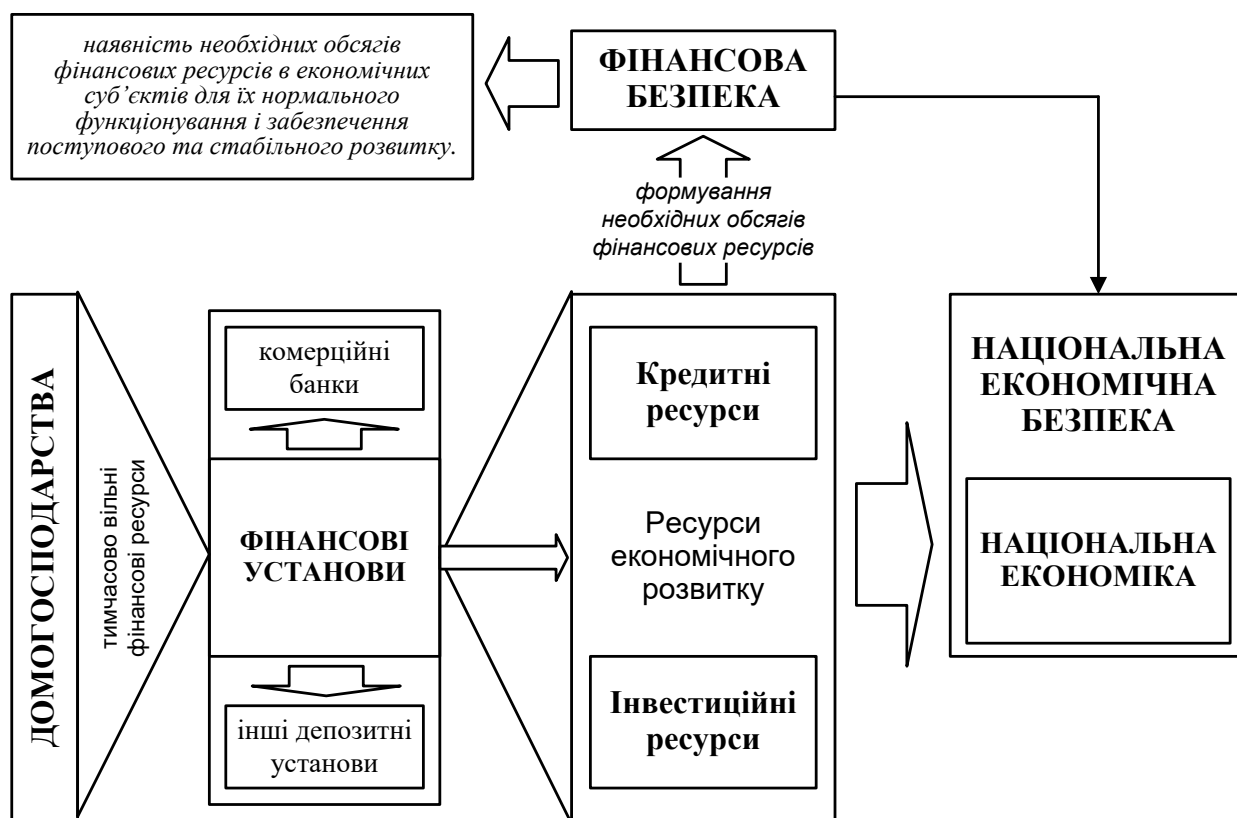 наявність необхідних обсягів
фінансових ресурсів в економічних
суб’єктів для їх нормального
функціонування і забезпечення
поступового та стабільного розвитку.
ФІНАНСОВА
БЕЗПЕКА
формування
необхідних обсягів
фінансових ресурсів
ДОМОГОСПОДАРСТВА
тимчасово вільні
фінансові ресурси
комерційні
банки
ФІНАНСОВІ
УСТАНОВИ
інші депозитні
установи
Кредитні
ресурси
Ресурси
економічного
розвитку
Інвестиційні
ресурси
НАЦІОНАЛЬНА
ЕКОНОМІЧНА
БЕЗПЕКА
НАЦІОНАЛЬНА
ЕКОНОМІКА